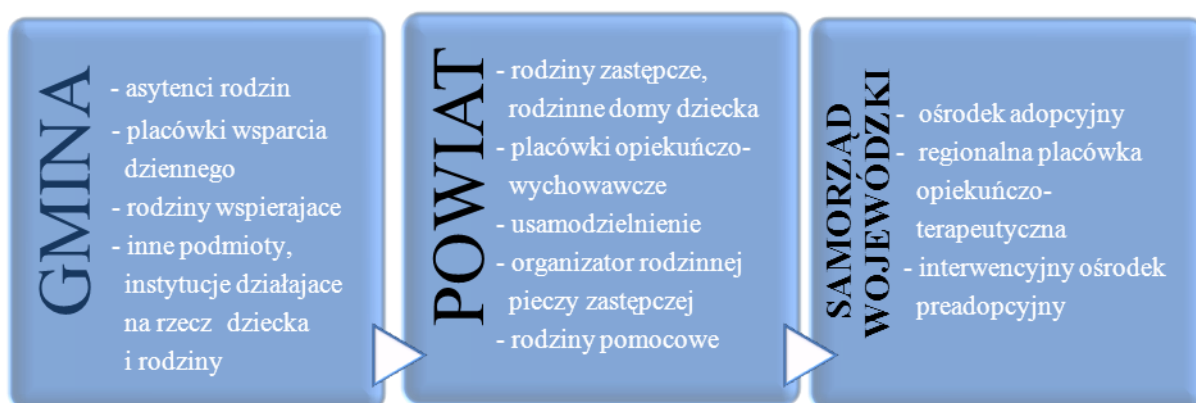 GMINA
- asytenci rodzin
- placówki wsparcia
dziennego
- rodziny wspierajace
- inne podmioty,
instytucje działajace
na rzecz dziecka
i rodziny
POWIAT
- rodziny zastępcze,
rodzinne domy dziecka
- placówki opiekuńczo-
wychowawcze
- usamodzielnienie
- organizator rodzinnej
pieczy zastępczej
- rodziny pomocowe
SAMORZĄD
WOJEWÓDZKI
- ośrodek adopcyjny
- regionalna placówka
opiekuńczo-
terapeutyczna
- interwencyjny ośrodek
preadopcyjny